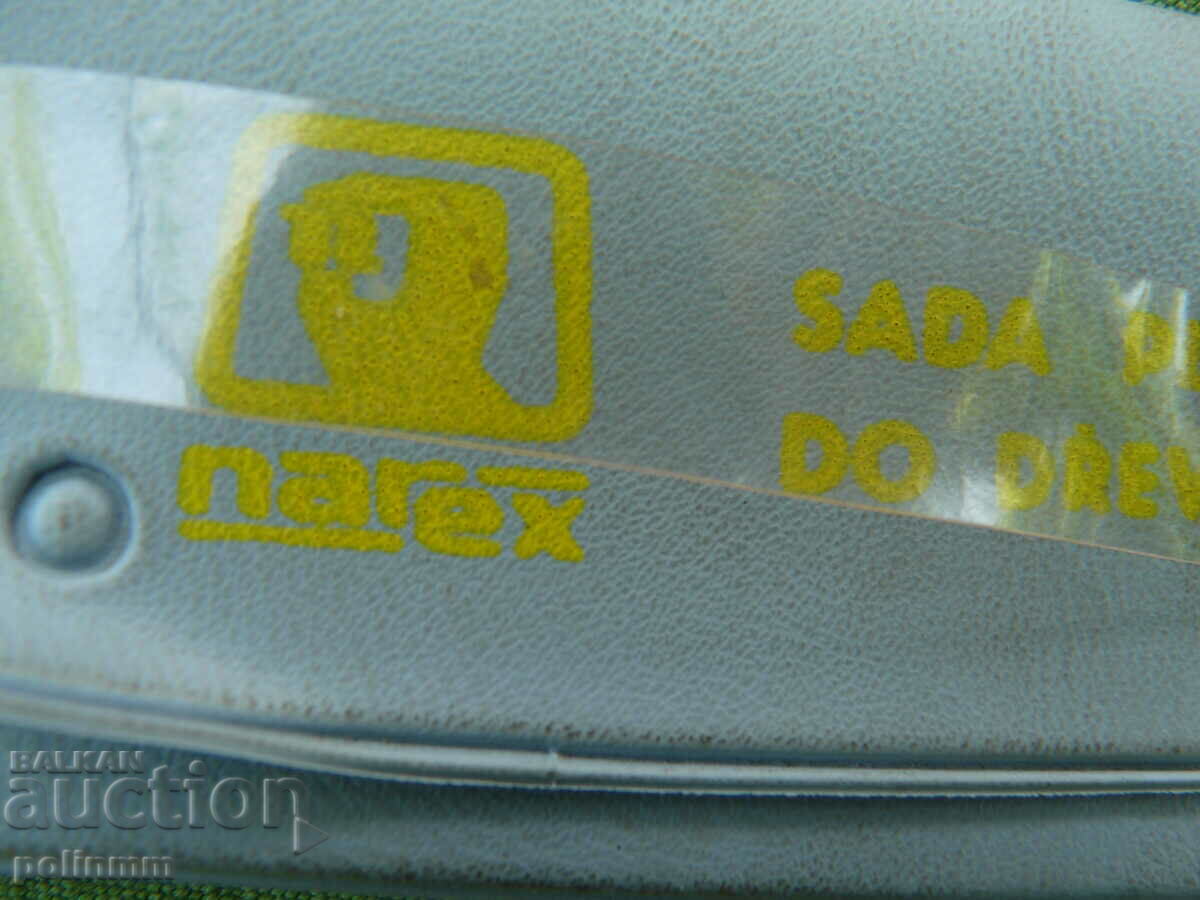 SADA
DO DŘEV
narex
BALKAN
auction
polinmm